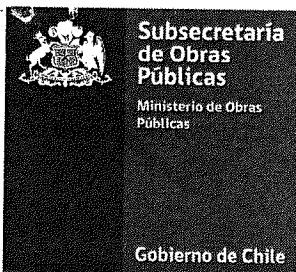 Subsecretaría
de Obras
Públicas
Ministerio de Obras
Públicas
Gobierno de Chile